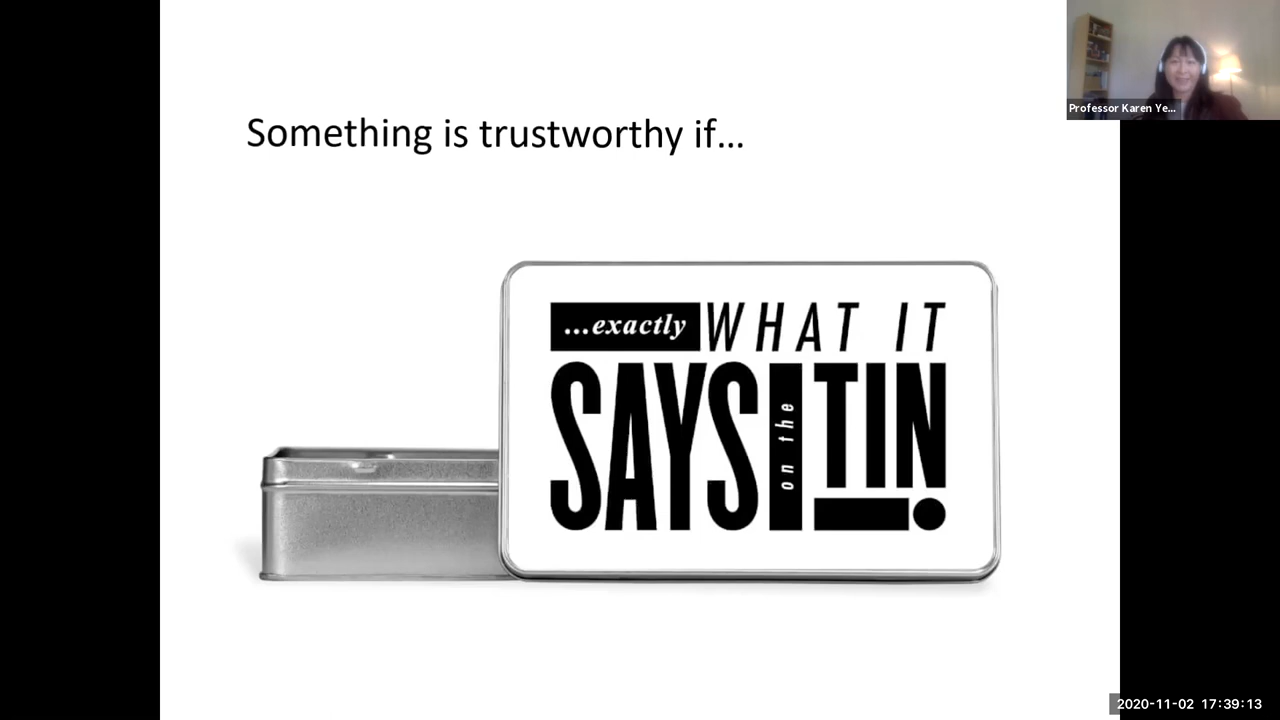 Professor Karen Ye...
Something is trustworthy if...
...exactly WHAT IT
SAYS on the TIN
2020-11-02 17:39:13